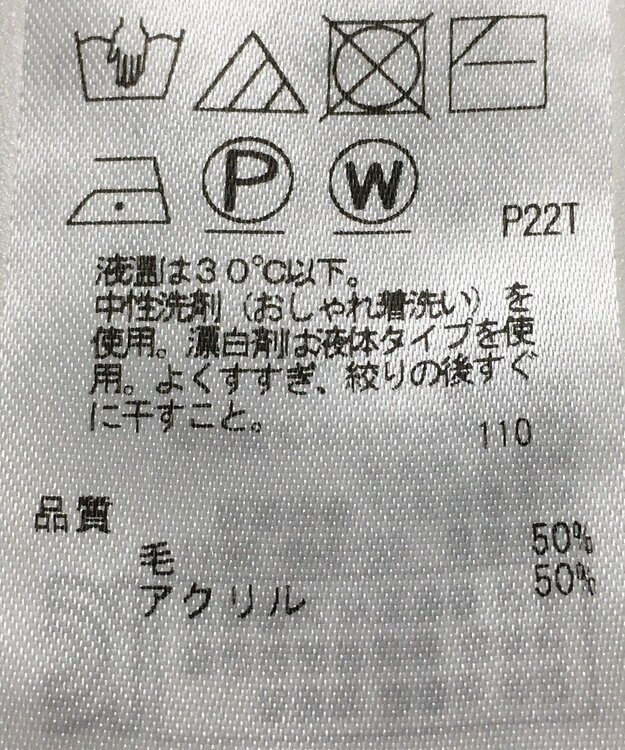 P W
P22T
液温は30℃以下。
中性洗剤(おしゃれ着洗い)を
使用。漂白剤は液体タイプを使
用。よくすすぎ、絞りの後すぐ
に干すこと。
110
品質
毛 50%
アクリル 50%